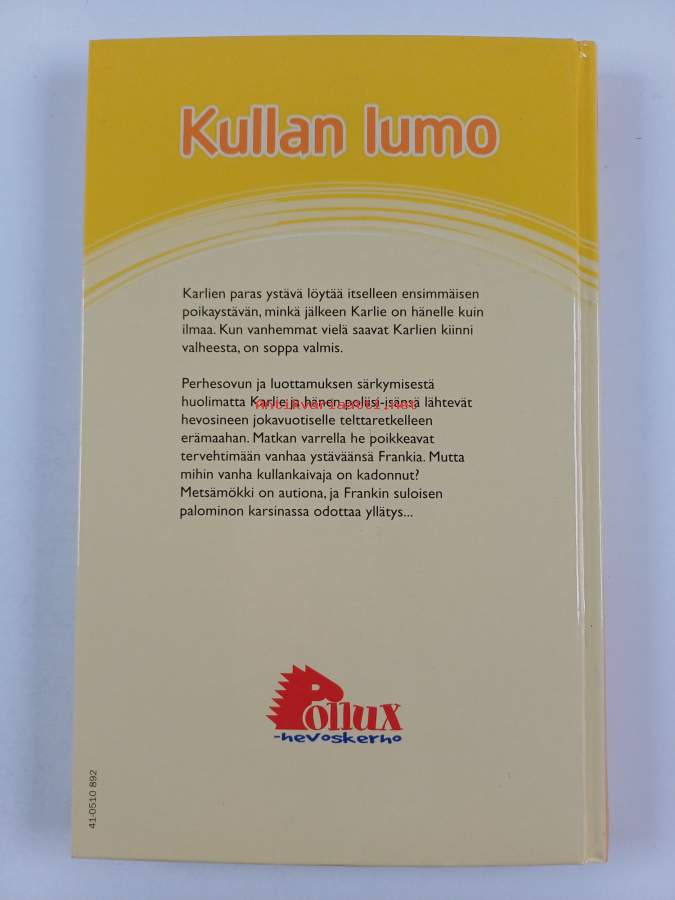 Kullan lumo
Karlien paras ystävä löytää itselleen ensimmäisen
poikaystävän, minkä jälkeen Karlie on hänelle kuin
ilmaa. Kun vanhemmat vielä saavat Karlien kiinni
valheesta, on soppa valmis.
Perhesovun ja luottamuksen särkymisestä
huolimatta Karlie ja hänen poliisi-isänsä lähtevät
Antikvariaatti.net
hevosineen jokavuotiselle telttaretkelleen
erämaahan. Matkan varrella he poikkeavat
tervehtimään vanhaa ystäväänsä Frankia. Mutta
mihin vanha kullankaivaja on kadonnut?
Metsämökki on autiona, ja Frankin suloisen
palominon karsinassa odottaa yllätys...
Pollux
-hevoskerho
41-0510 892